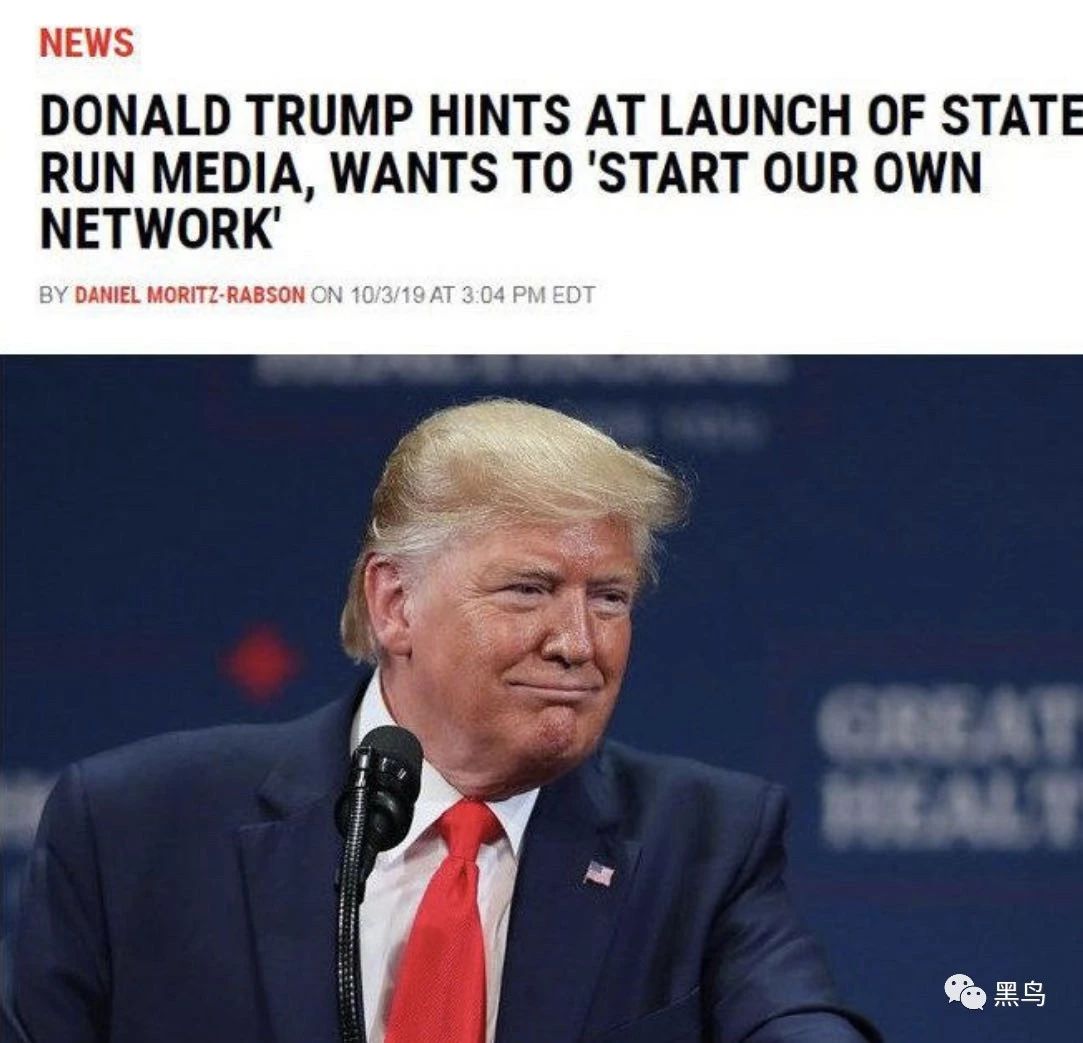 NEWS
DONALD TRUMP HINTS AT LAUNCH OF STATE
RUN MEDIA, WANTS TO 'START OUR OWN
NETWORK'
BY DANIEL MORITZ-RABSON ON 10/3/19 AT 3:04 PM EDT
GREAT
HEALT
黑鸟